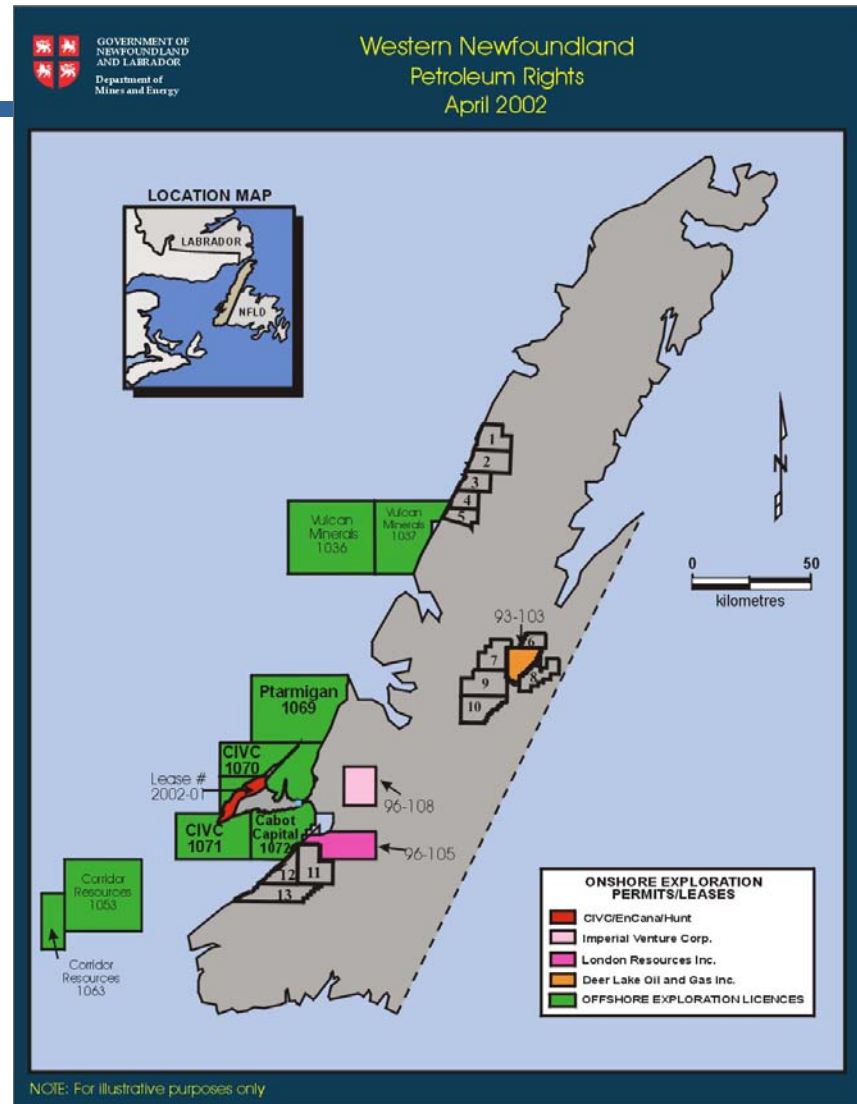 GOVERNMENT OF
NEWFOUNDLAND
AND LABRADOR
Department of
Mines and Energy
Western Newfoundland
Petroleum Rights
April 2002
LOCATION MAP
LABRADOR
NFLD
1
2
3
4
5
Vulcan
Minerals
1036
Vulcan
Minerals
1037
N
0
50
kilometres
93-103
6
7
8
9
10
Ptarmigan
1069
CIVC
1070
Lease #
2002-01
96-108
CIVC
1071
Cabot
Capital
1072
96-105
11
12
13
Corridor
Resources
1053
Corridor
Resources
1063
ONSHORE EXPLORATION
PERMITS/LEASES
CIVC/EnCana/Hunt
Imperial Venture Corp.
London Resources Inc.
Deer Lake Oil and Gas Inc.
OFFSHORE EXPLORATION LICENCES
NOTE: For illustrative purposes only